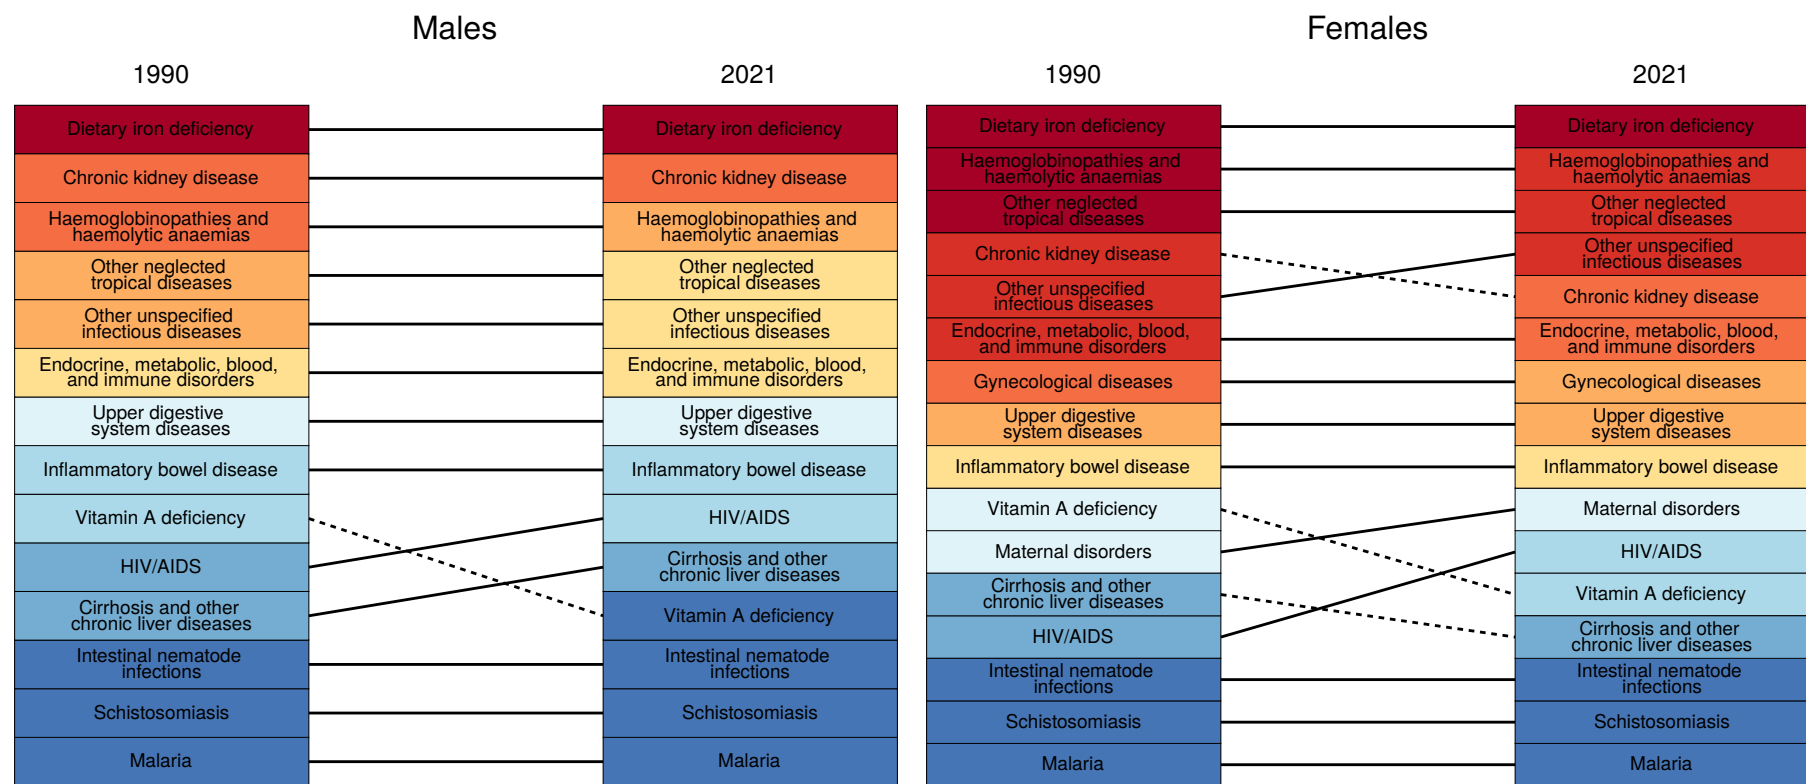 Males
1990
2021
Dietary iron deficiency
Chronic kidney disease
Haemoglobinopathies and
haemolytic anaemias
Other neglected
tropical diseases
Other unspecified
infectious diseases
Endocrine, metabolic, blood,
and immune disorders
Upper digestive
system diseases
Inflammatory bowel disease
Vitamin A deficiency
HIV/AIDS
Cirrhosis and other
chronic liver diseases
Intestinal nematode
infections
Schistosomiasis
Malaria
Dietary iron deficiency
Chronic kidney disease
Haemoglobinopathies and
haemolytic anaemias
Other neglected
tropical diseases
Other unspecified
infectious diseases
Endocrine, metabolic, blood,
and immune disorders
Upper digestive
system diseases
Inflammatory bowel disease
HIV/AIDS
Cirrhosis and other
chronic liver diseases
Vitamin A deficiency
Intestinal nematode
infections
Schistosomiasis
Malaria
Females
1990
2021
Dietary iron deficiency
Haemoglobinopathies and
haemolytic anaemias
Other neglected
tropical diseases
Chronic kidney disease
Other unspecified
infectious diseases
Endocrine, metabolic, blood,
and immune disorders
Gynecological diseases
Upper digestive
system diseases
Inflammatory bowel disease
Vitamin A deficiency
Maternal disorders
Cirrhosis and other
chronic liver diseases
HIV/AIDS
Intestinal nematode
infections
Schistosomiasis
Malaria
Dietary iron deficiency
Haemoglobinopathies and
haemolytic anaemias
Other neglected
tropical diseases
Other unspecified
infectious diseases
Chronic kidney disease
Endocrine, metabolic, blood,
and immune disorders
Gynecological diseases
Upper digestive
system diseases
Inflammatory bowel disease
Maternal disorders
HIV/AIDS
Vitamin A deficiency
Cirrhosis and other
chronic liver diseases
Intestinal nematode
infections
Schistosomiasis
Malaria